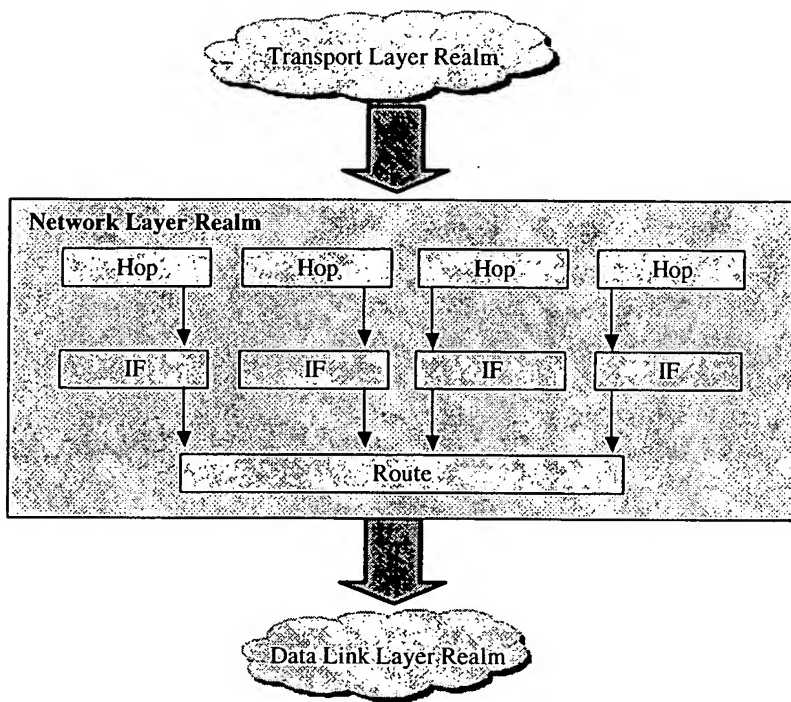 Transport Layer Realm
Network Layer Realm
Hop Hop Hop Hop
IF IF IF IF
Route
Data Link Layer Realm